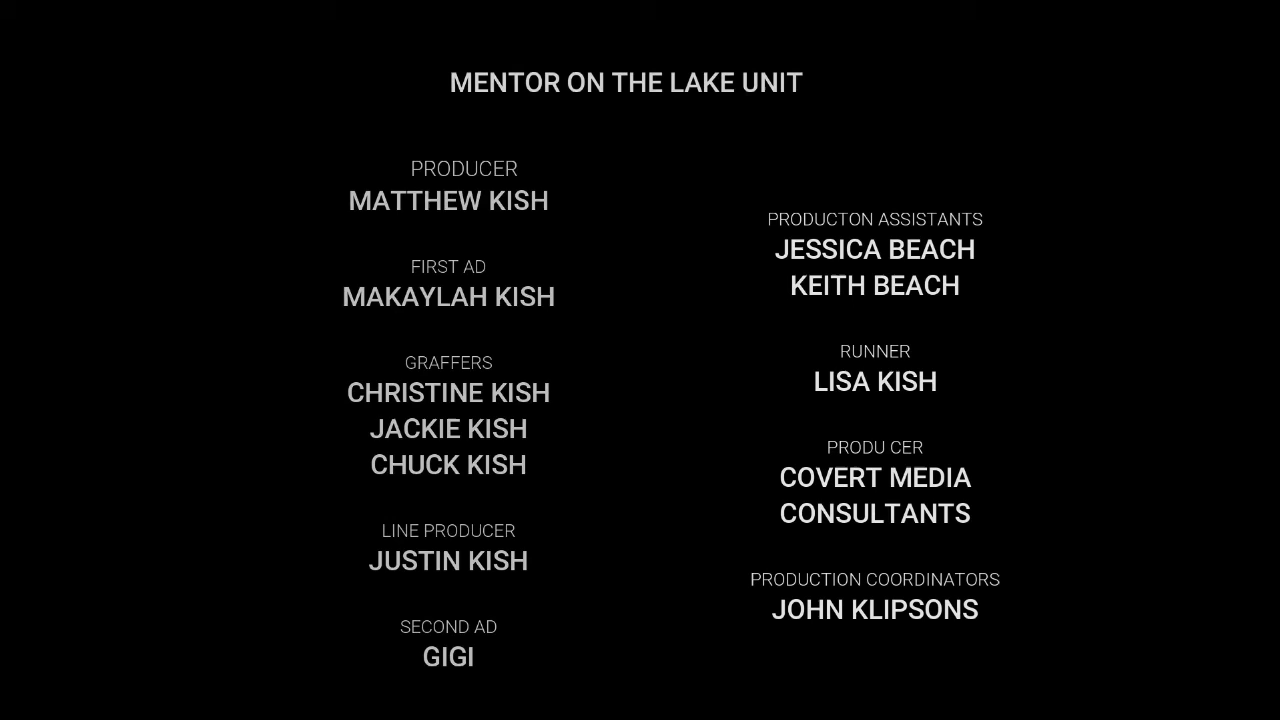 MENTOR ON THE LAKE UNIT
PRODUCER
MATTHEW KISH
FIRST AD
MAKAYLAH KISH
GRAFFERS
CHRISTINE KISH
JACKIE KISH
CHUCK KISH
LINE PRODUCER
JUSTIN KISH
SECOND AD
GIGI
PRODUCTON ASSISTANTS
JESSICA BEACH
KEITH BEACH
RUNNER
LISA KISH
PRODU CER
COVERT MEDIA
CONSULTANTS
PRODUCTION COORDINATORS
JOHN KLIPSONS